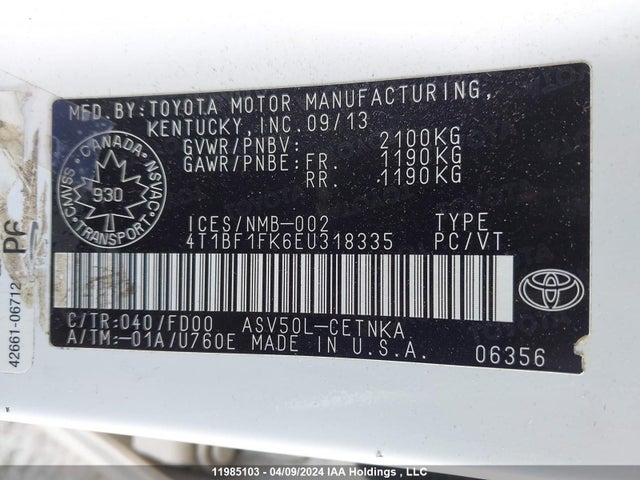 MFD.BY:TOYOTA MOTOR MANUFACTURING,
KENTUCKY, INC. 09/13
GVWR/PNBV: 2100KG
GAWR/PNBE: FR. 1190KG
RR. 1190KG
CANADA
CMVSS NSVAC
930
TRANSPORT
ICES/NMB-002 TYPE
4T1BF1FK6EU318335 PC/VT
C/TR:040/FD00 ASV50L-CETNKA
A/TM:-01A/U760E MADE IN U.S.A. 06356
42661-06712
11985103 - 04/09/2024 IAA Holdings , LLC